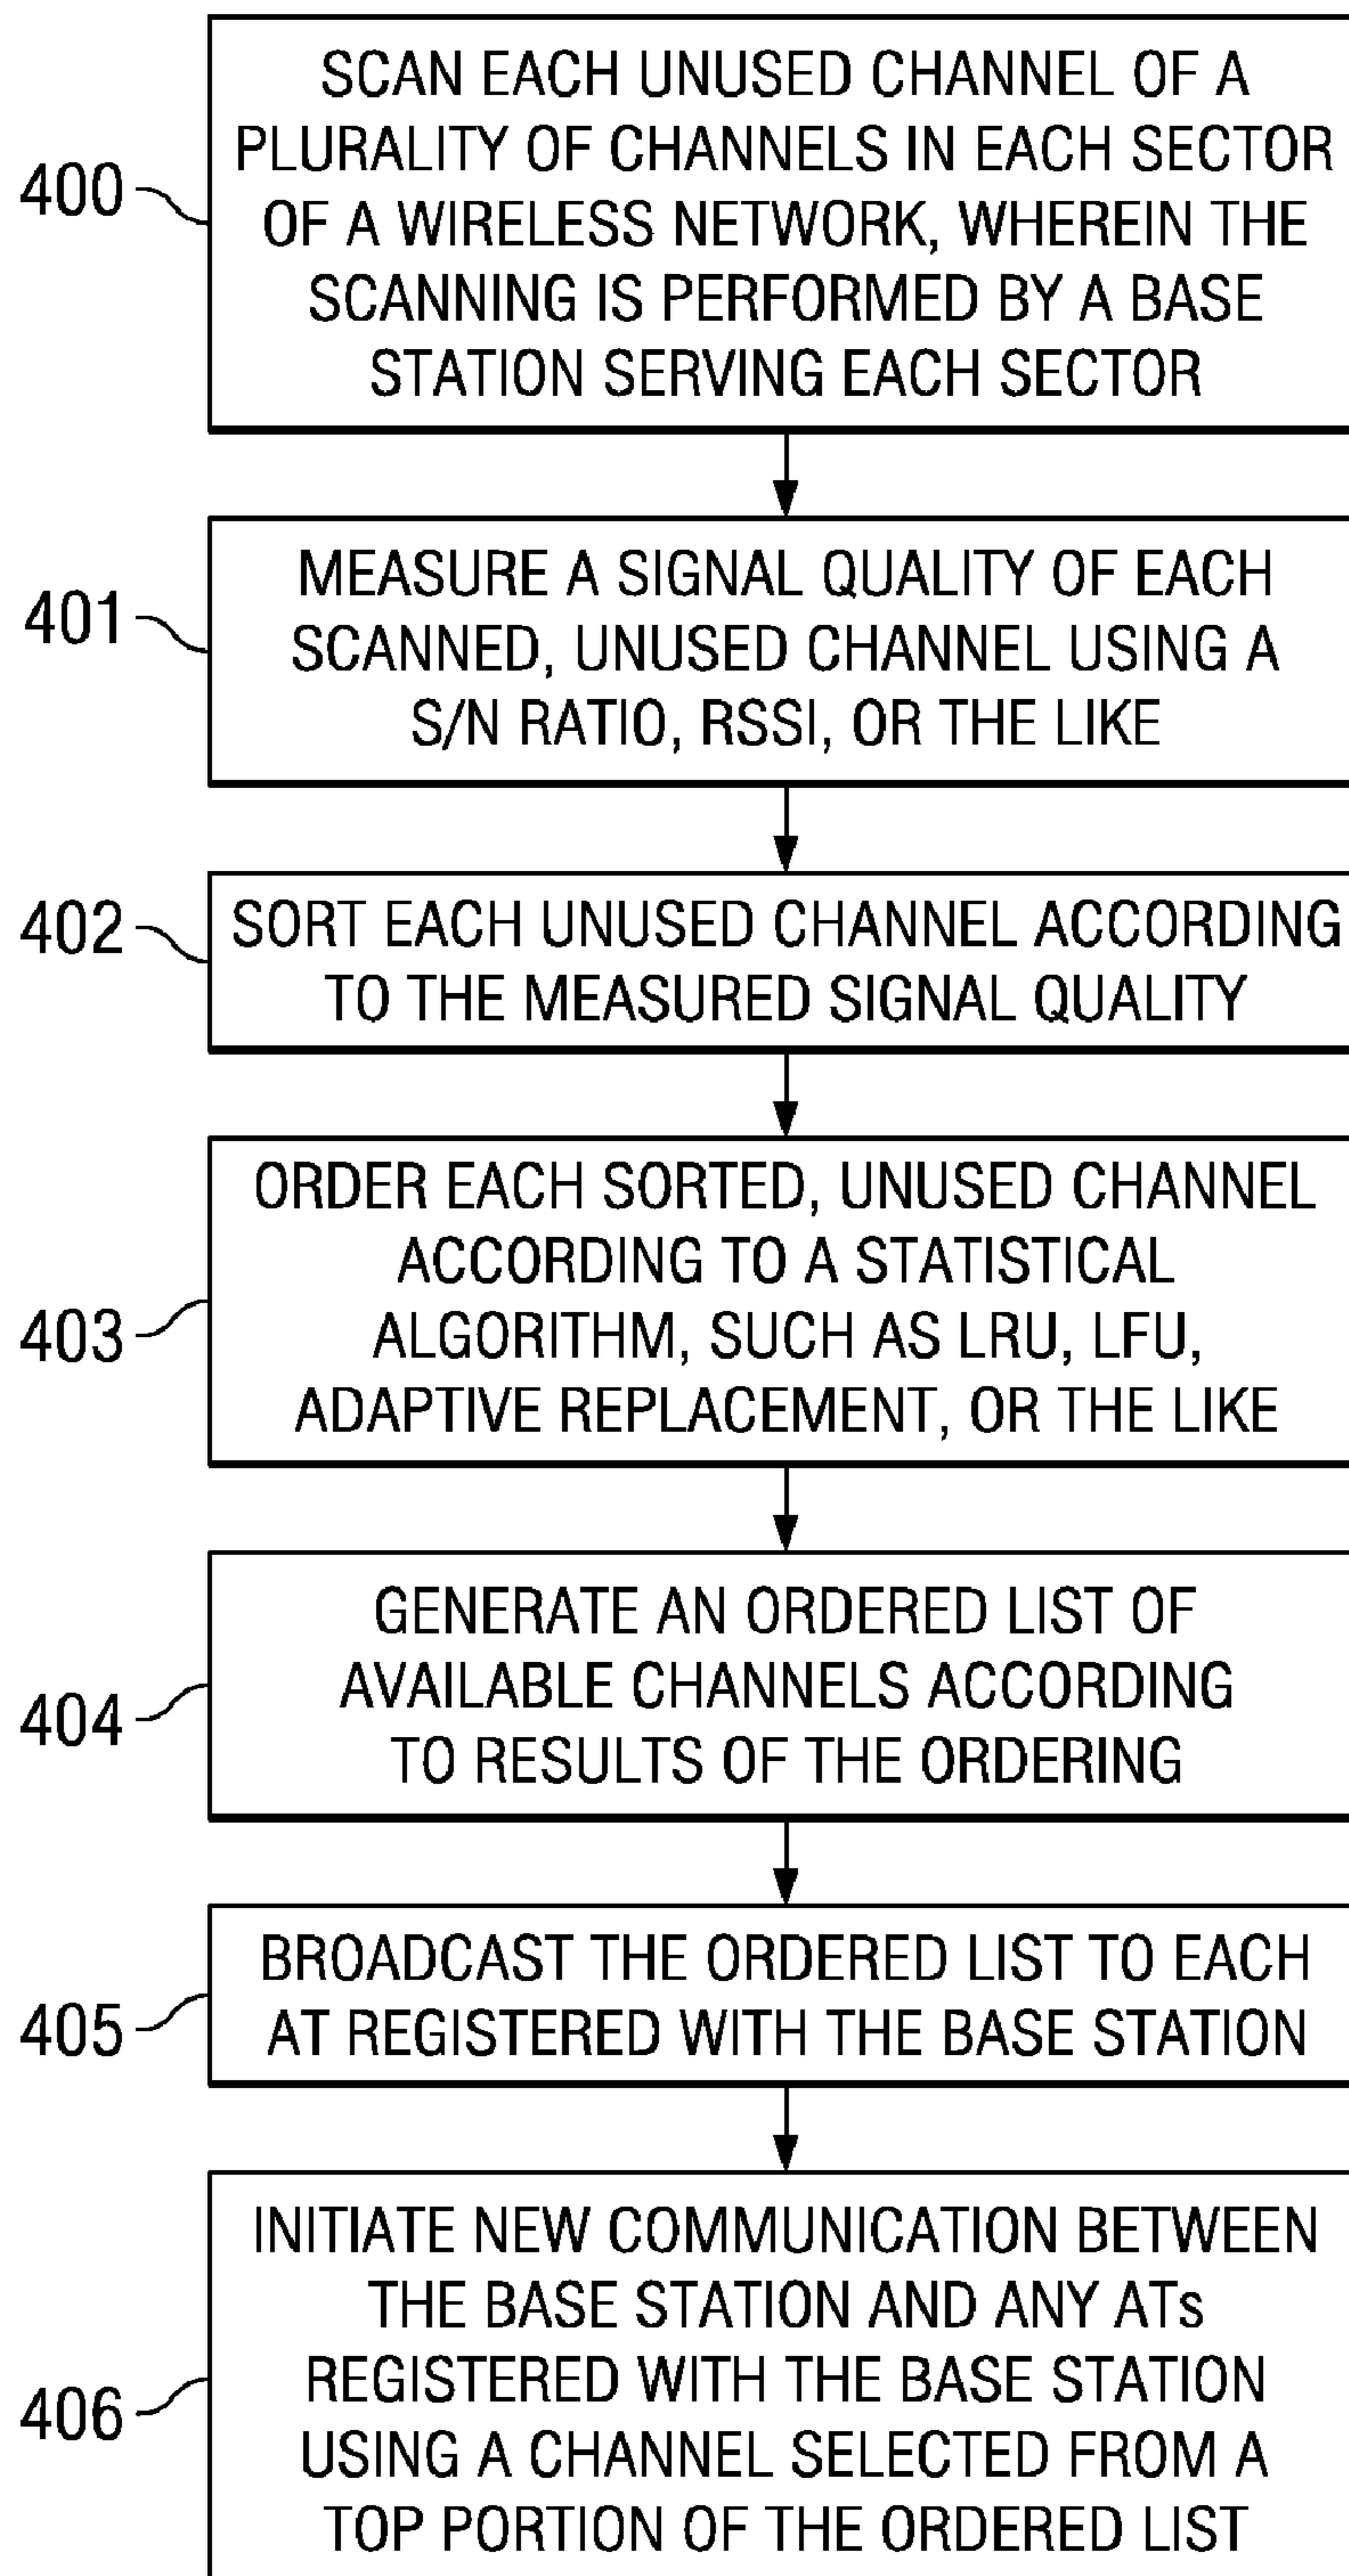 400
SCAN EACH UNUSED CHANNEL OF A
PLURALITY OF CHANNELS IN EACH SECTOR
OF A WIRELESS NETWORK, WHEREIN THE
SCANNING IS PERFORMED BY A BASE
STATION SERVING EACH SECTOR
401
MEASURE A SIGNAL QUALITY OF EACH
SCANNED, UNUSED CHANNEL USING A
S/N RATIO, RSSI, OR THE LIKE
402
SORT EACH UNUSED CHANNEL ACCORDING
TO THE MEASURED SIGNAL QUALITY
403
ORDER EACH SORTED, UNUSED CHANNEL
ACCORDING TO A STATISTICAL
ALGORITHM, SUCH AS LRU, LFU,
ADAPTIVE REPLACEMENT, OR THE LIKE
404
GENERATE AN ORDERED LIST OF
AVAILABLE CHANNELS ACCORDING
TO RESULTS OF THE ORDERING
405
BROADCAST THE ORDERED LIST TO EACH
AT REGISTERED WITH THE BASE STATION
406
INITIATE NEW COMMUNICATION BETWEEN
THE BASE STATION AND ANY ATs
REGISTERED WITH THE BASE STATION
USING A CHANNEL SELECTED FROM A
TOP PORTION OF THE ORDERED LIST